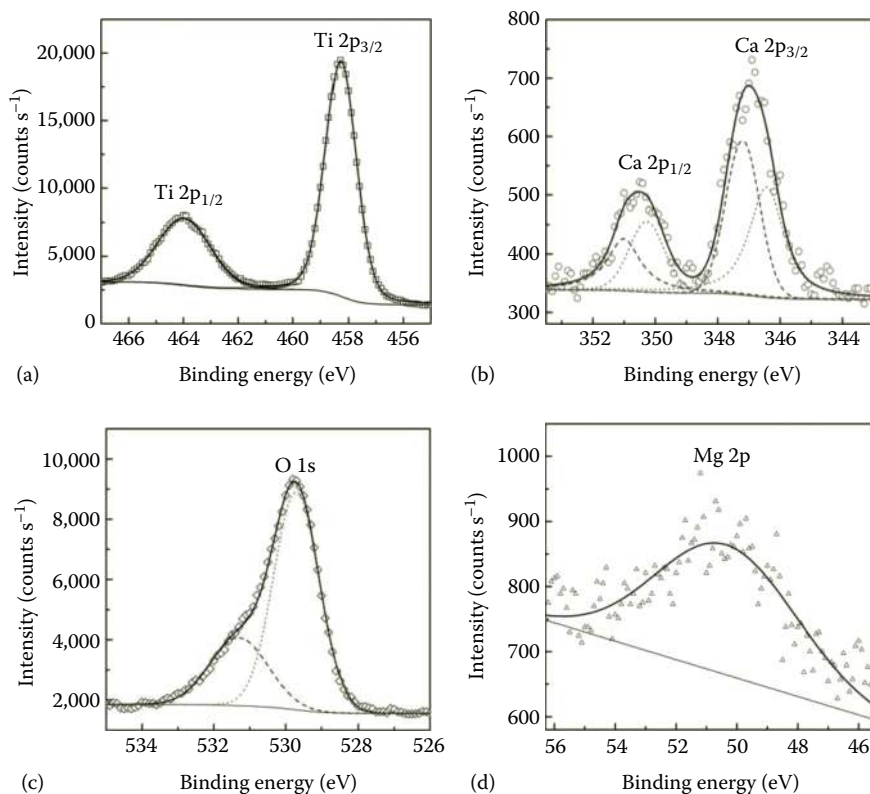 20,000
15,000
10,000
5,000
0
Intensity (counts s⁻¹)
Ti 2p₃/₂
Ti 2p₁/₂
466 464 462 460 458 456
(a) Binding energy (eV)
800
700
600
500
400
300
Intensity (counts s⁻¹)
Ca 2p₃/₂
Ca 2p₁/₂
352 350 348 346 344
(b) Binding energy (eV)
10,000
8,000
6,000
4,000
2,000
Intensity (counts s⁻¹)
O 1s
534 532 530 528 526
(c) Binding energy (eV)
1000
900
800
700
600
Intensity (counts s⁻¹)
Mg 2p
56 54 52 50 48 46
(d) Binding energy (eV)